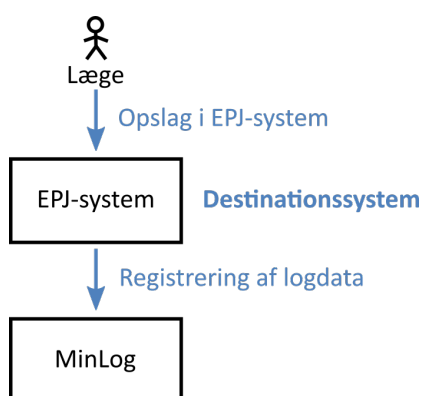 Læge
Opslag i EPJ-system
EPJ-system
Destinationssystem
Registrering af logdata
MinLog